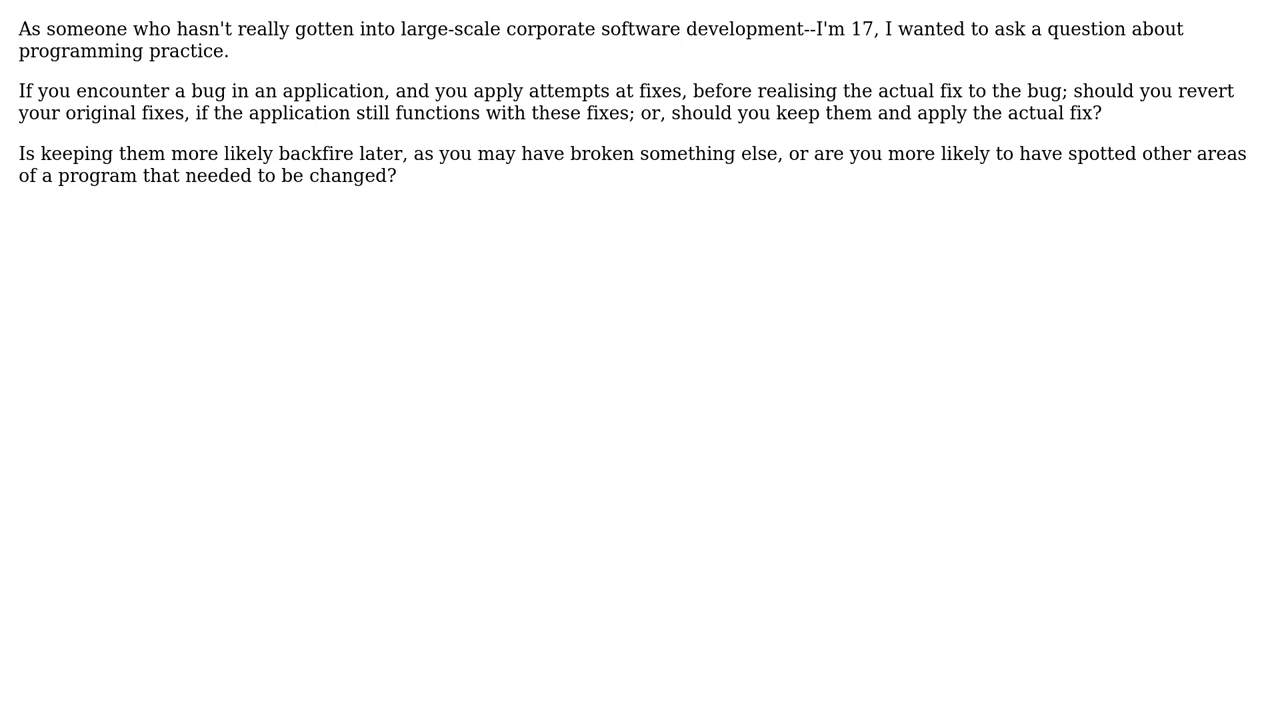 As someone who hasn't really gotten into large-scale corporate software development--I'm 17, I wanted to ask a question about
programming practice.
If you encounter a bug in an application, and you apply attempts at fixes, before realising the actual fix to the bug; should you revert
your original fixes, if the application still functions with these fixes; or, should you keep them and apply the actual fix?
Is keeping them more likely backfire later, as you may have broken something else, or are you more likely to have spotted other areas
of a program that needed to be changed?